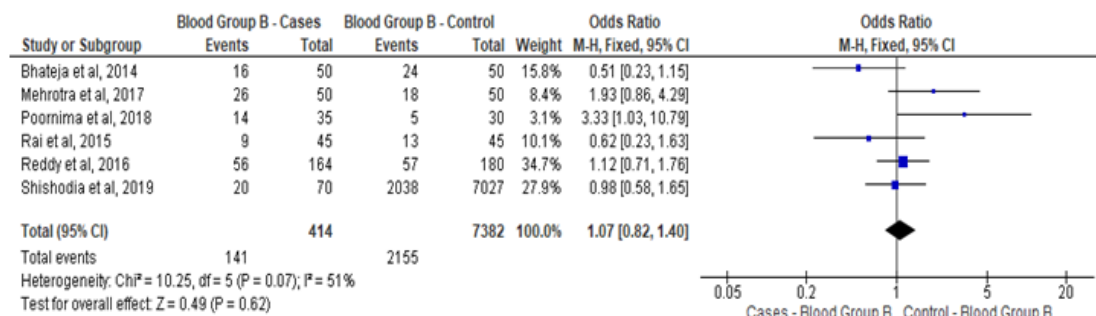 Blood Group B - Cases Blood Group B - Control Odds Ratio Odds Ratio
Study or Subgroup Events Total Events Total Weight M-H, Fixed, 95% CI M-H, Fixed, 95% CI
Bhateja et al, 2014 16 50 24 50 15.8% 0.51 [0.23, 1.15]
Mehrotra et al, 2017 26 50 18 50 8.4% 1.93 [0.86, 4.29]
Poornima et al, 2018 14 35 5 30 3.1% 3.33 [1.03, 10.79]
Rai et al, 2015 9 45 13 45 10.1% 0.62 [0.23, 1.63]
Reddy et al, 2016 56 164 57 180 34.7% 1.12 [0.71, 1.76]
Shishodia et al, 2019 20 70 2038 7027 27.9% 0.98 [0.58, 1.65]
Total (95% CI) 414 7382 100.0% 1.07 [0.82, 1.40]
Total events 141 2155
Heterogeneity: Chi² = 10.25, df = 5 (P = 0.07); I² = 51%
Test for overall effect: Z = 0.49 (P = 0.62)
0.05 0.2 1 5 20
Cases - Blood Group B Control - Blood Group B